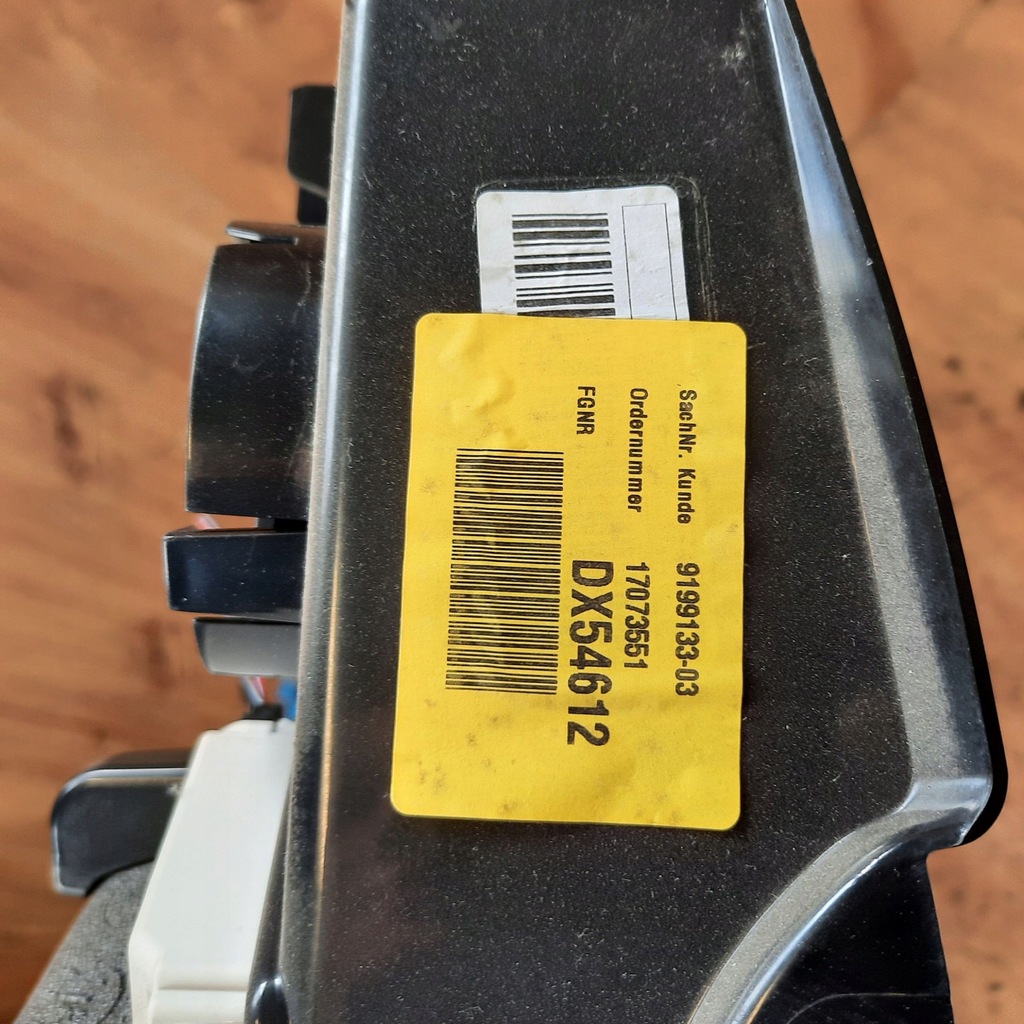 SachNr. Kunde 9199133-03
Ordernummer 17073551
FGNR DX54612